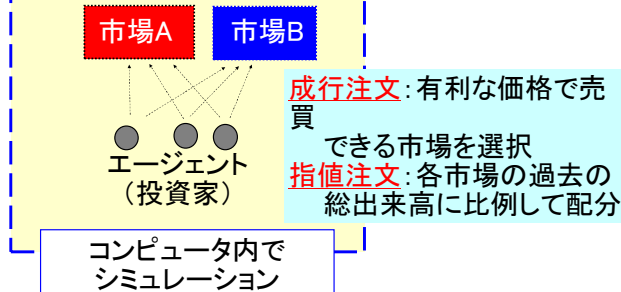 市場A
市場B
成行注文:有利な価格で売
買
できる市場を選択
指値注文:各市場の過去の
総出来高に比例して配分
エージェント
(投資家)
コンピュータ内で
シミュレーション